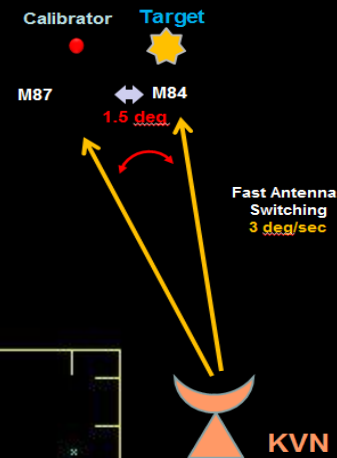 Calibrator Target
M87 M84
1.5 deg
Fast Antenna
Switching
3 deg/sec
KVN